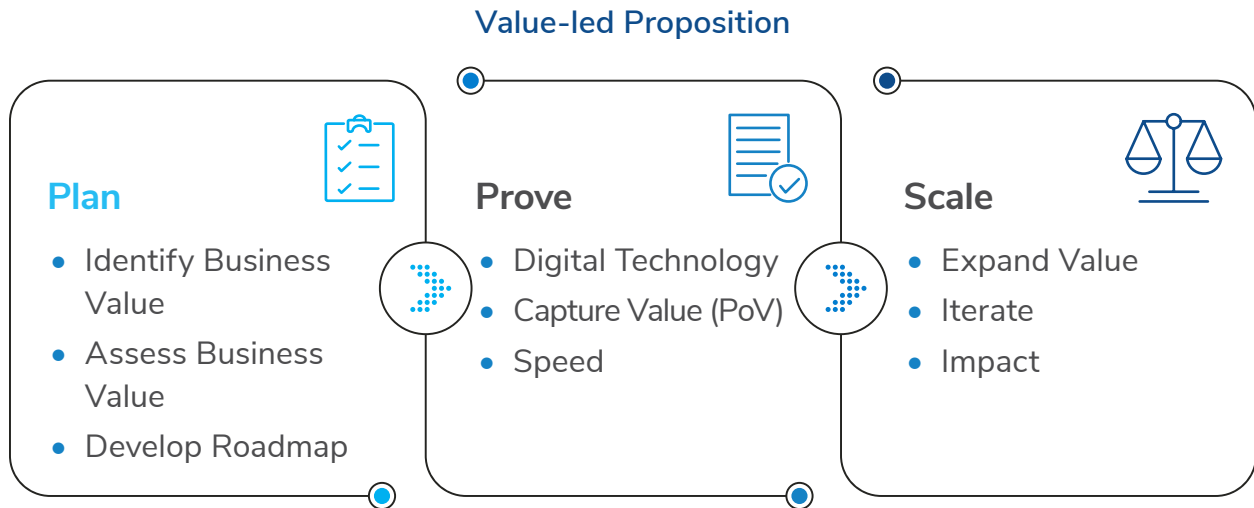 Value-led Proposition
Plan
• Identify Business
Value
• Assess Business
Value
• Develop Roadmap
Prove
• Digital Technology
• Capture Value (PoV)
• Speed
Scale
• Expand Value
• Iterate
• Impact